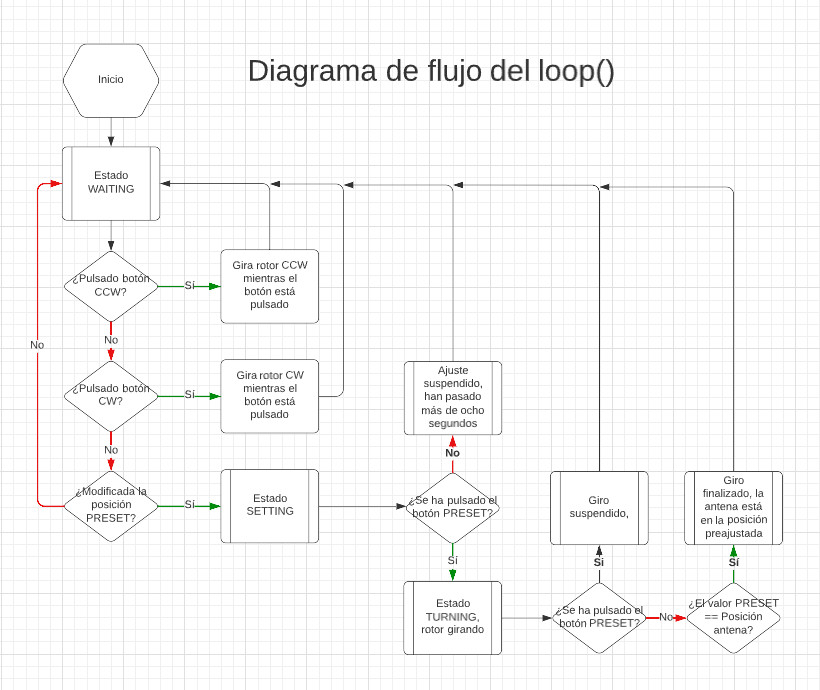 Diagrama de flujo del loop()
Inicio
Estado
WAITING
¿Pulsado botón
CCW?
Sí
Gira rotor CCW
mientras el
botón está
pulsado
No
No
¿Pulsado botón
CW?
Sí
Gira rotor CW
mientras el
botón está
pulsado
Ajuste
suspendido,
han pasado
más de ocho
segundos
No
No
¿Modificada la
posición
PRESET?
Sí
Estado
SETTING
¿Se ha pulsado el
botón PRESET?
Giro
suspendido,
Giro
finalizado, la
antena está
en la posición
preajustada
Sí
Si
Sí
Estado
TURNING,
rotor girando
¿Se ha pulsado el
botón PRESET?
No
¿El valor PRESET
== Posición
antena?